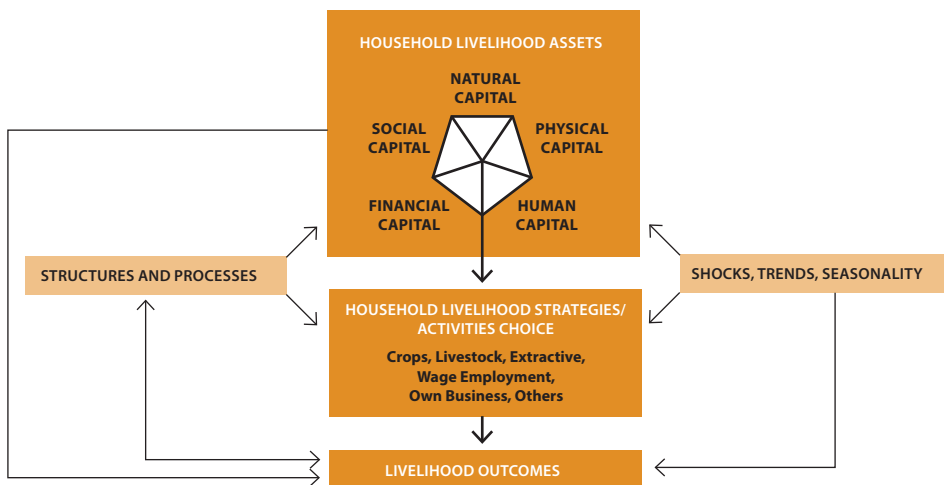 HOUSEHOLD LIVELIHOOD ASSETS
NATURAL
CAPITAL
SOCIAL
CAPITAL
PHYSICAL
CAPITAL
FINANCIAL
CAPITAL
HUMAN
CAPITAL
STRUCTURES AND PROCESSES
SHOCKS, TRENDS, SEASONALITY
HOUSEHOLD LIVELIHOOD STRATEGIES/
ACTIVITIES CHOICE
Crops, Livestock, Extractive,
Wage Employment,
Own Business, Others
LIVELIHOOD OUTCOMES